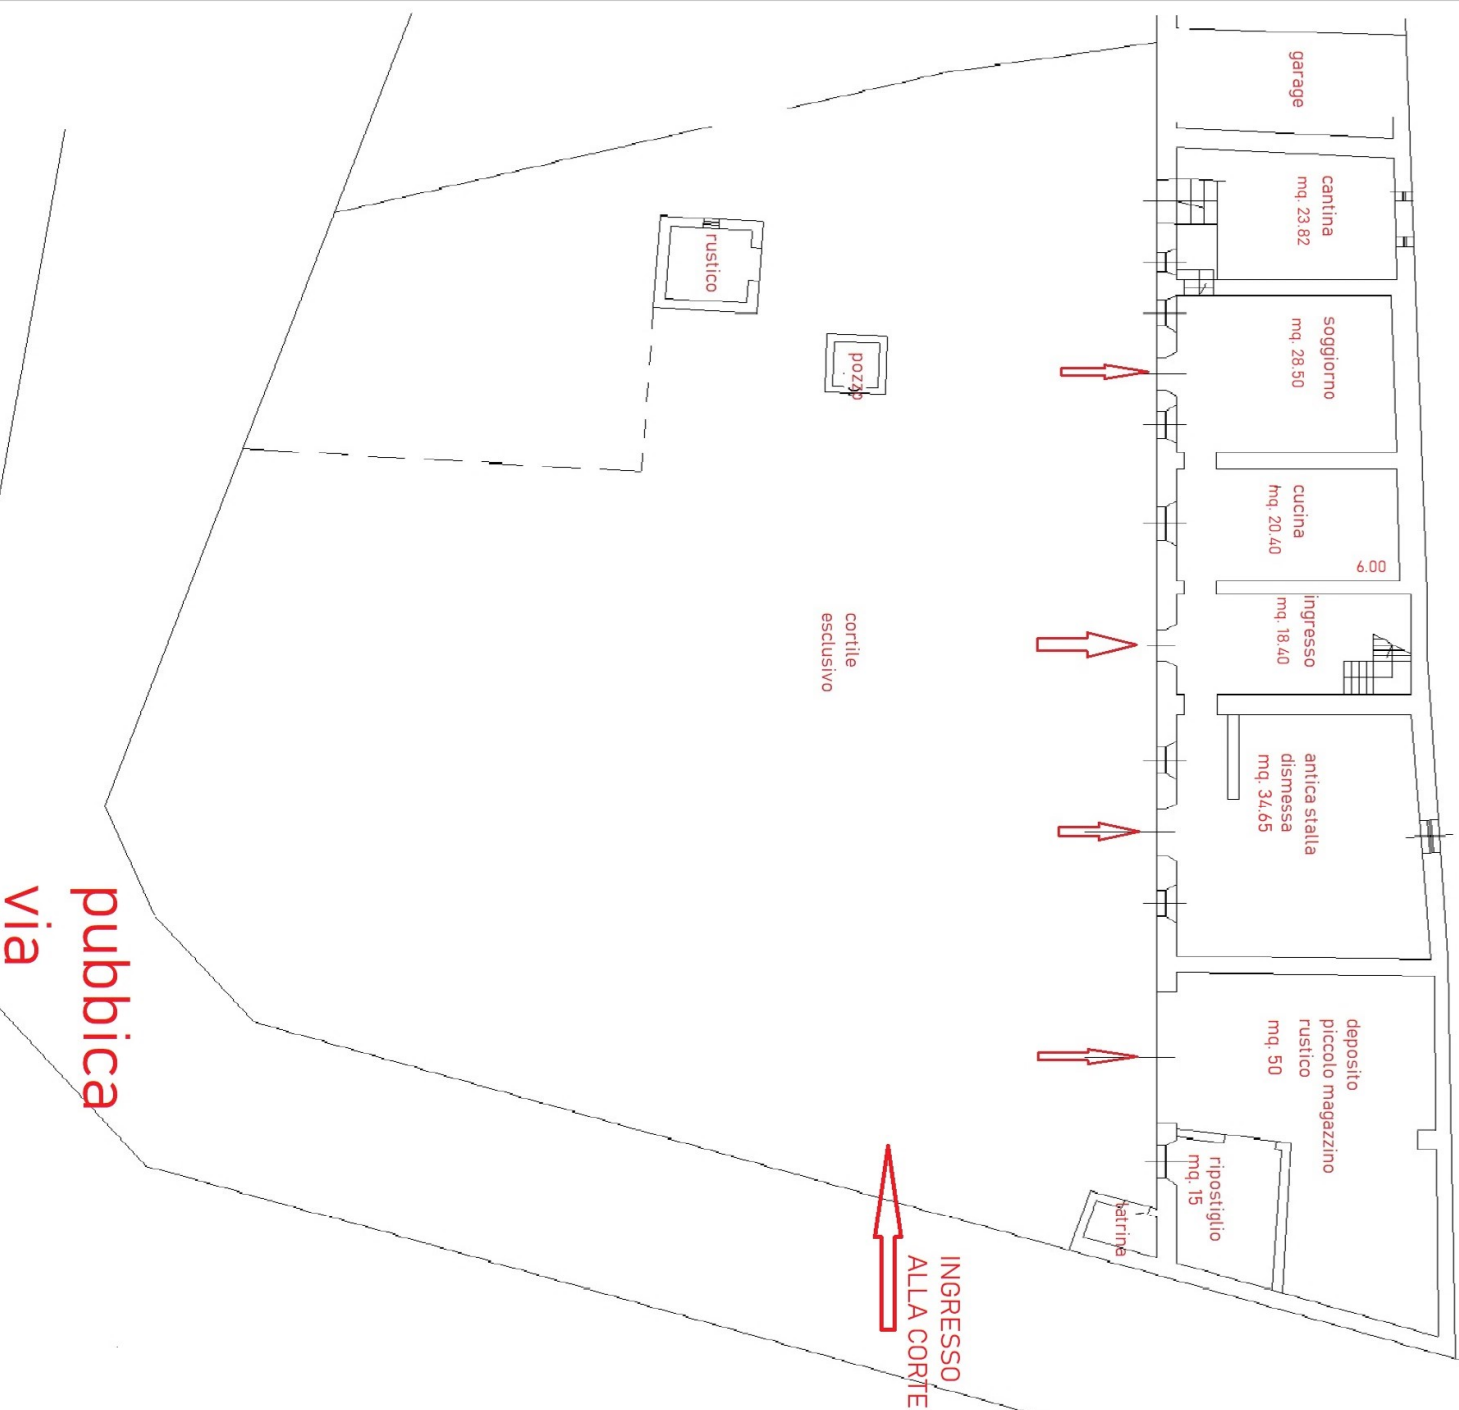 garage
cantina
mq. 23.82
soggiorno
mq. 28.50
cucina
mq. 20.40
6.00
ingresso
mq. 18.40
antica stalla
dismessa
mq. 34.65
deposito
piccolo magazzino
rustico
mq. 50
ripostiglio
mq. 15
latrina
rustico
pozzo
cortile
esclusivo
INGRESSO
ALLA CORTE
pubbica
via